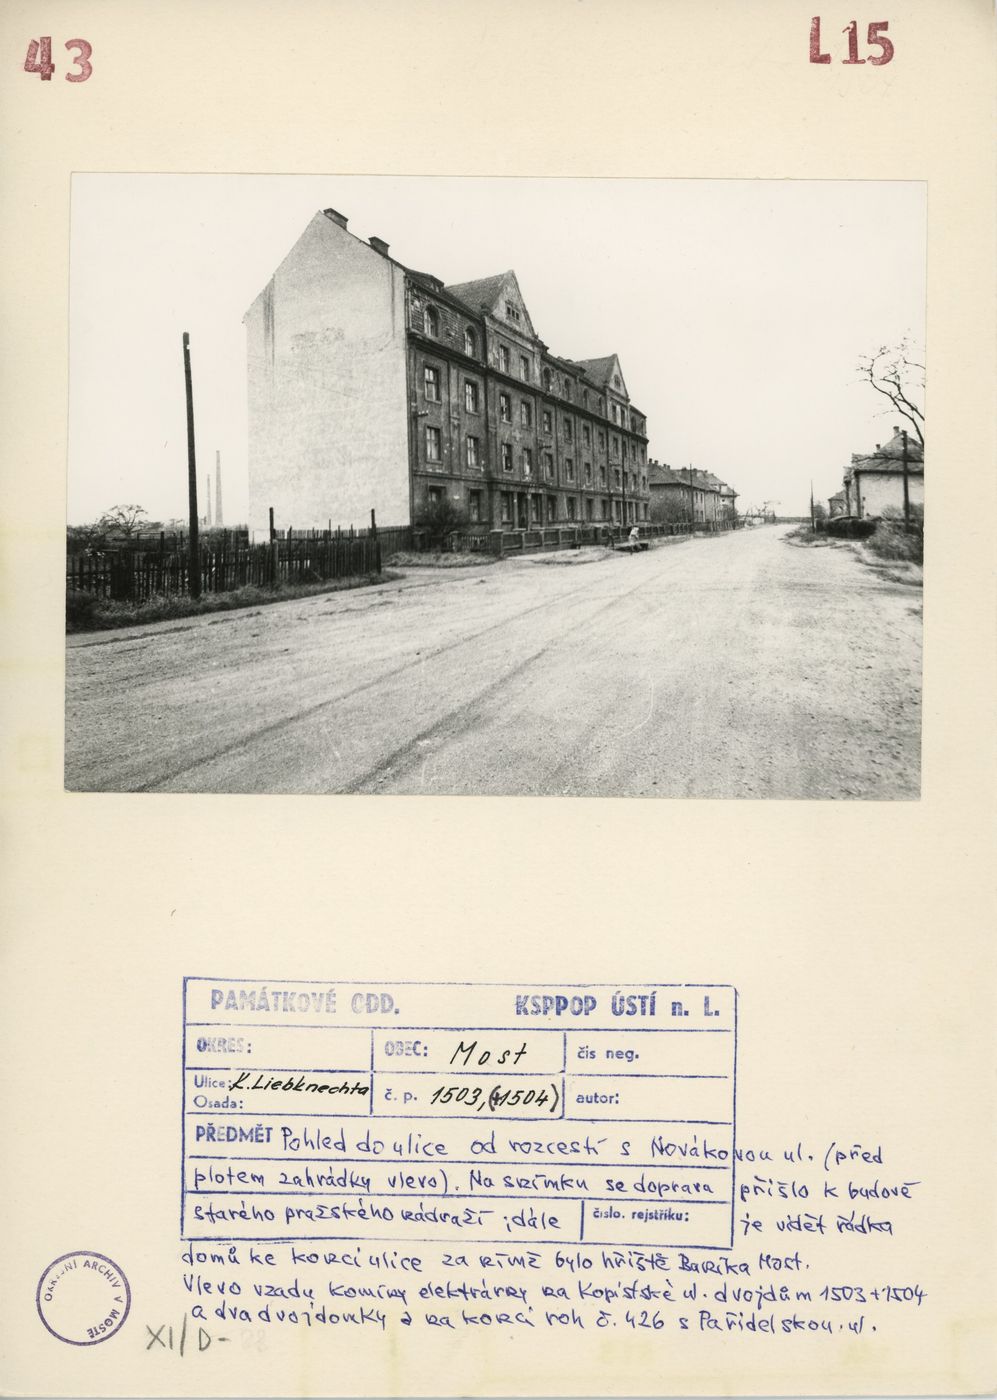 43
L15
PAMÁTKOVÉ ODD. KSPPOP ÚSTÍ n. L.
OKRES: OBEC: Most čis neg.
Ulice: K. Liebknechta č. p. 1503, (+1504) autor:
Osada:
PŘEDMĚT Pohled do ulice od rozcestí s Novákovou ul. (před
plotem zahrádky vlevo). Na snímku se doprava přišlo k budově
starého pražského nádraží; dále číslo. rejstříku: je vidět řádka
domů ke konci ulice za nímž bylo hřiště Baníka Most.
Vlevo vzadu komíny elektrárny na Kopistské ul. dvojdům 1503+1504
a dva dvojdomky a na konci roh č. 426 s Pařidelskou ul.
OKRESNÍ ARCHIV V MOSTĚ
XI/D-